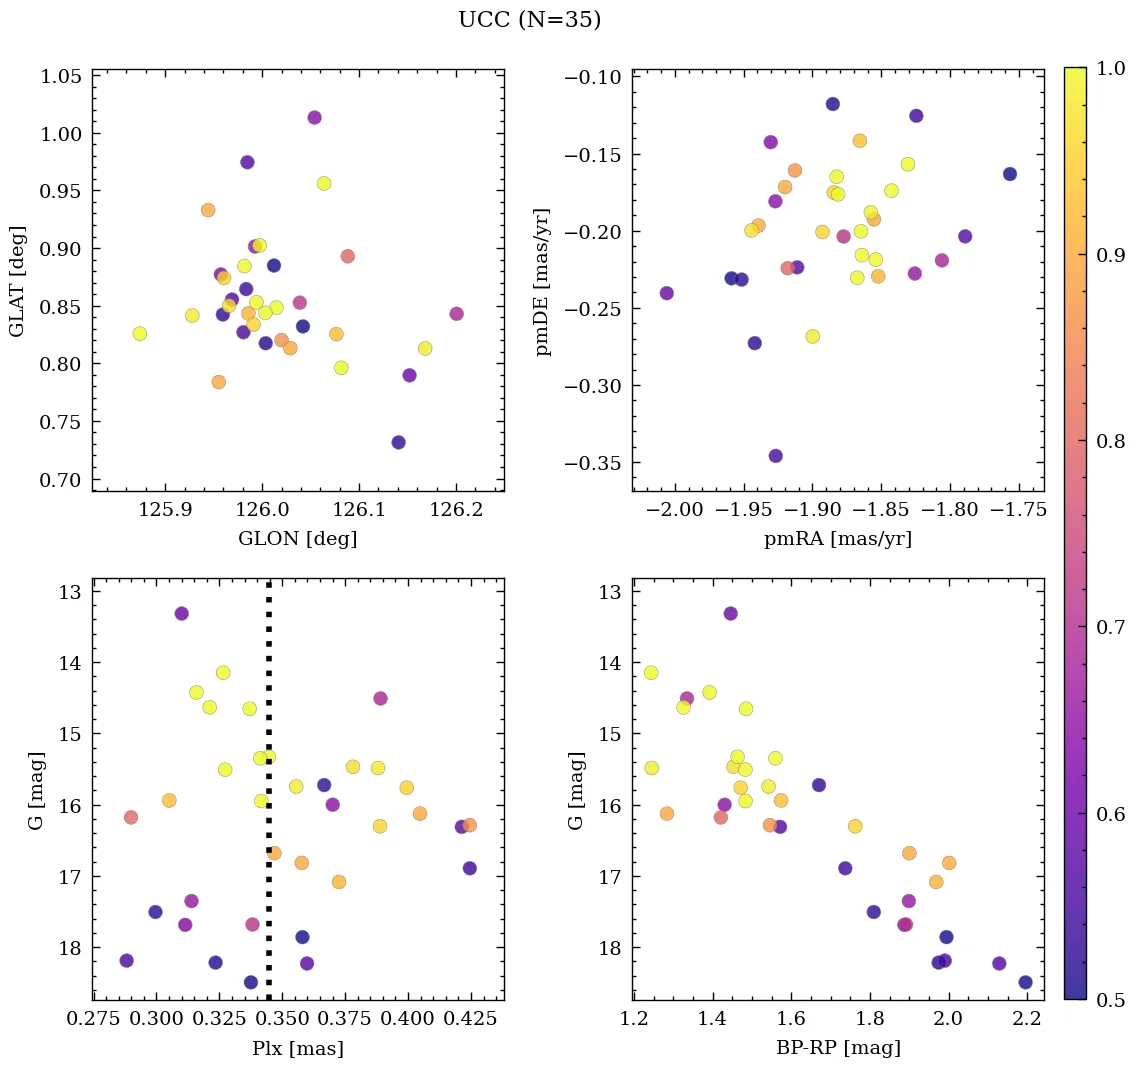 UCC (N=35)
1.05
1.00
0.95
0.90
0.85
0.80
0.75
0.70
GLAT [deg]
125.9 126.0 126.1 126.2
GLON [deg]
−0.10
−0.15
−0.20
−0.25
−0.30
−0.35
pmDE [mas/yr]
−2.00 −1.95 −1.90 −1.85 −1.80 −1.75
pmRA [mas/yr]
13
14
15
16
17
18
G [mag]
0.275 0.300 0.325 0.350 0.375 0.400 0.425
Plx [mas]
13
14
15
16
17
18
G [mag]
1.2 1.4 1.6 1.8 2.0 2.2
BP-RP [mag]
1.0
0.9
0.8
0.7
0.6
0.5